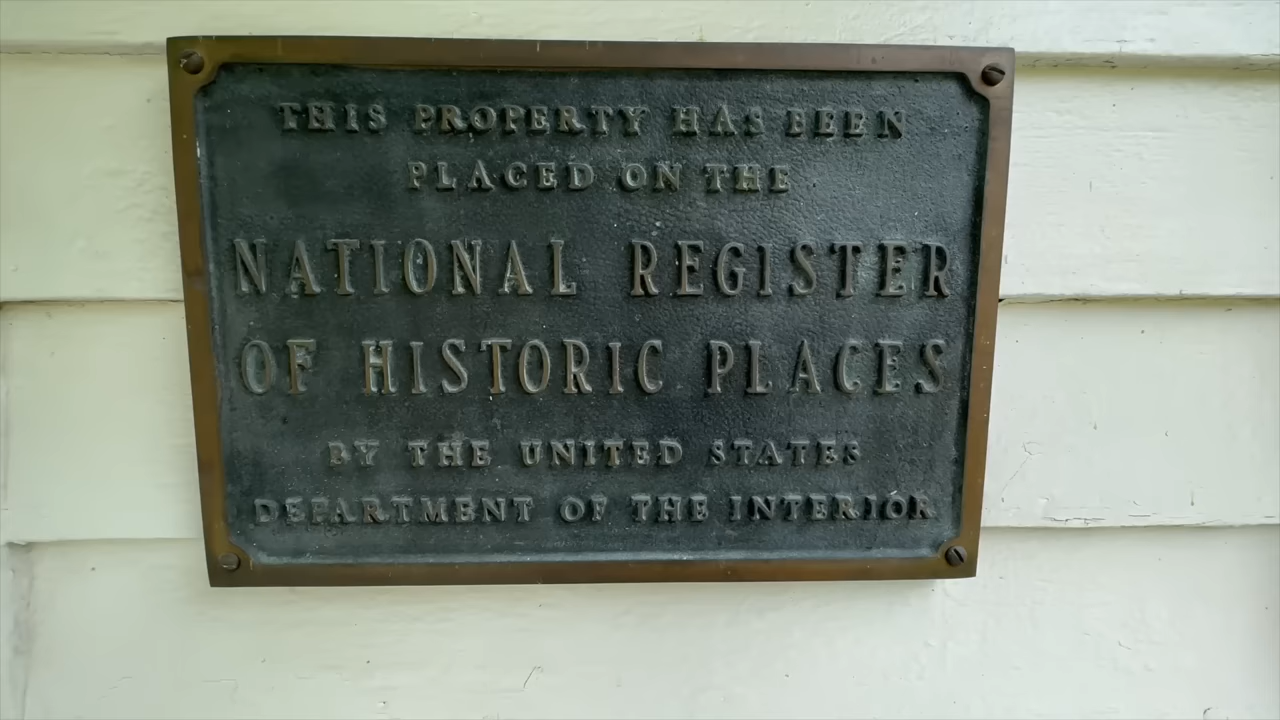 THIS PROPERTY HAS BEEN
PLACED ON THE
NATIONAL REGISTER
OF HISTORIC PLACES
BY THE UNITED STATES
DEPARTMENT OF THE INTERIOR